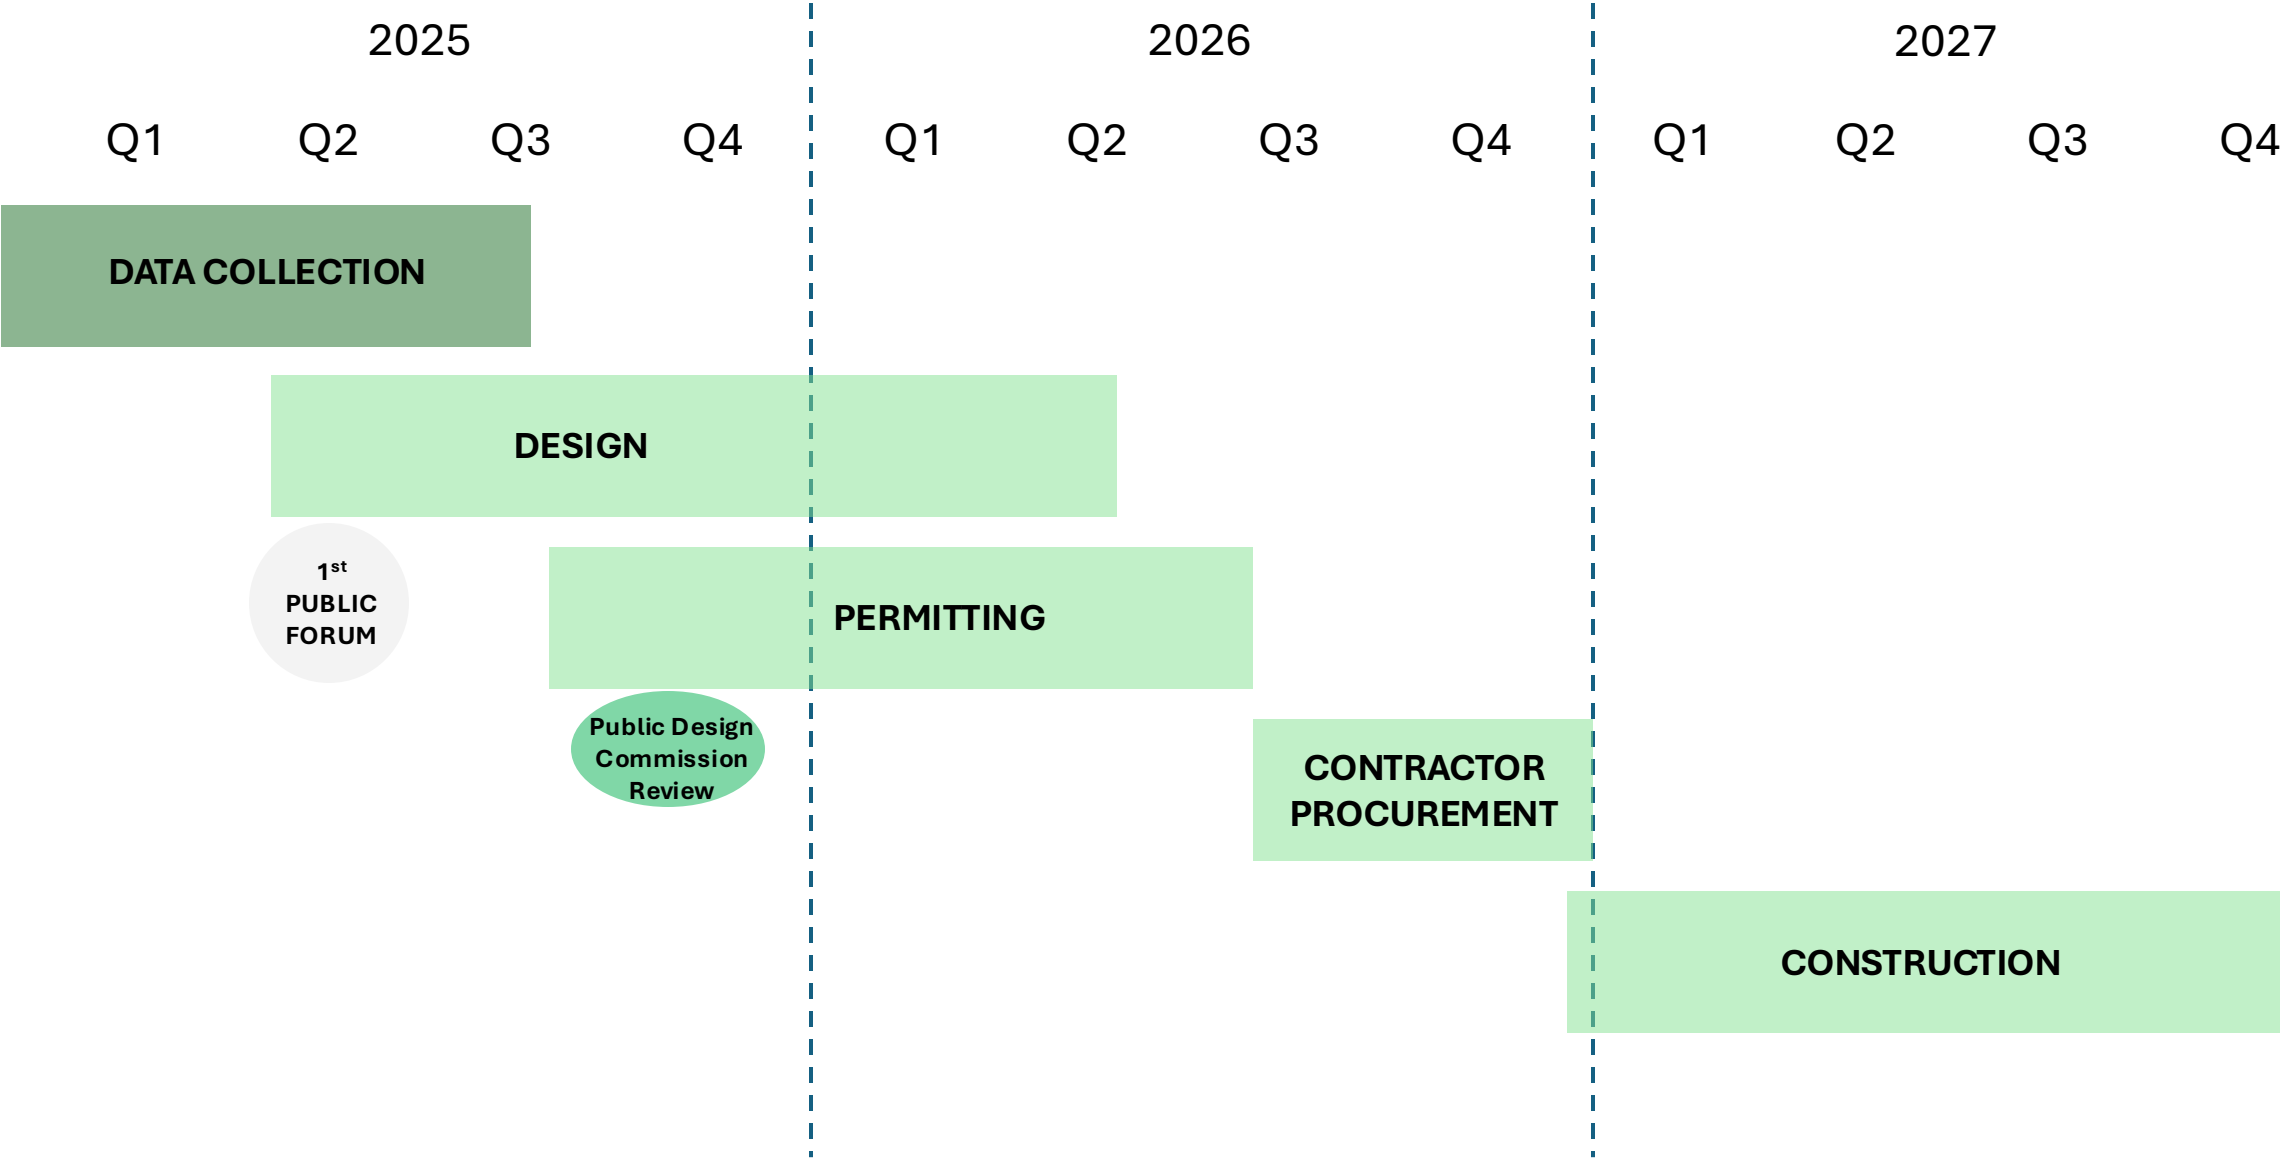 2025 2026 2027
Q1 Q2 Q3 Q4 Q1 Q2 Q3 Q4 Q1 Q2 Q3 Q4
DATA COLLECTION
DESIGN
1st
PUBLIC
FORUM
PERMITTING
Public Design
Commission
Review
CONTRACTOR
PROCUREMENT
CONSTRUCTION